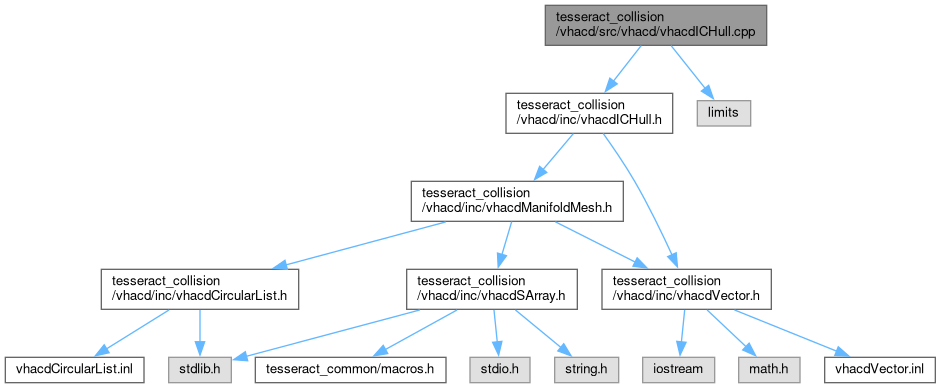 tesseract_collision
/vhacd/src/vhacd/vhacdICHull.cpp
tesseract_collision
/vhacd/inc/vhacdICHull.h
limits
tesseract_collision
/vhacd/inc/vhacdManifoldMesh.h
tesseract_collision
/vhacd/inc/vhacdCircularList.h
tesseract_collision
/vhacd/inc/vhacdSArray.h
tesseract_collision
/vhacd/inc/vhacdVector.h
vhacdCircularList.inl
stdlib.h
tesseract_common/macros.h
stdio.h
string.h
iostream
math.h
vhacdVector.inl